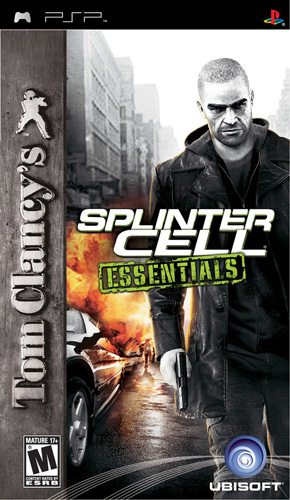 PSP
Tom Clancy's
SPLINTER
CELL
ESSENTIALS
MATURE 17+
M
CONTENT RATED BY
ESRB
UBISOFT